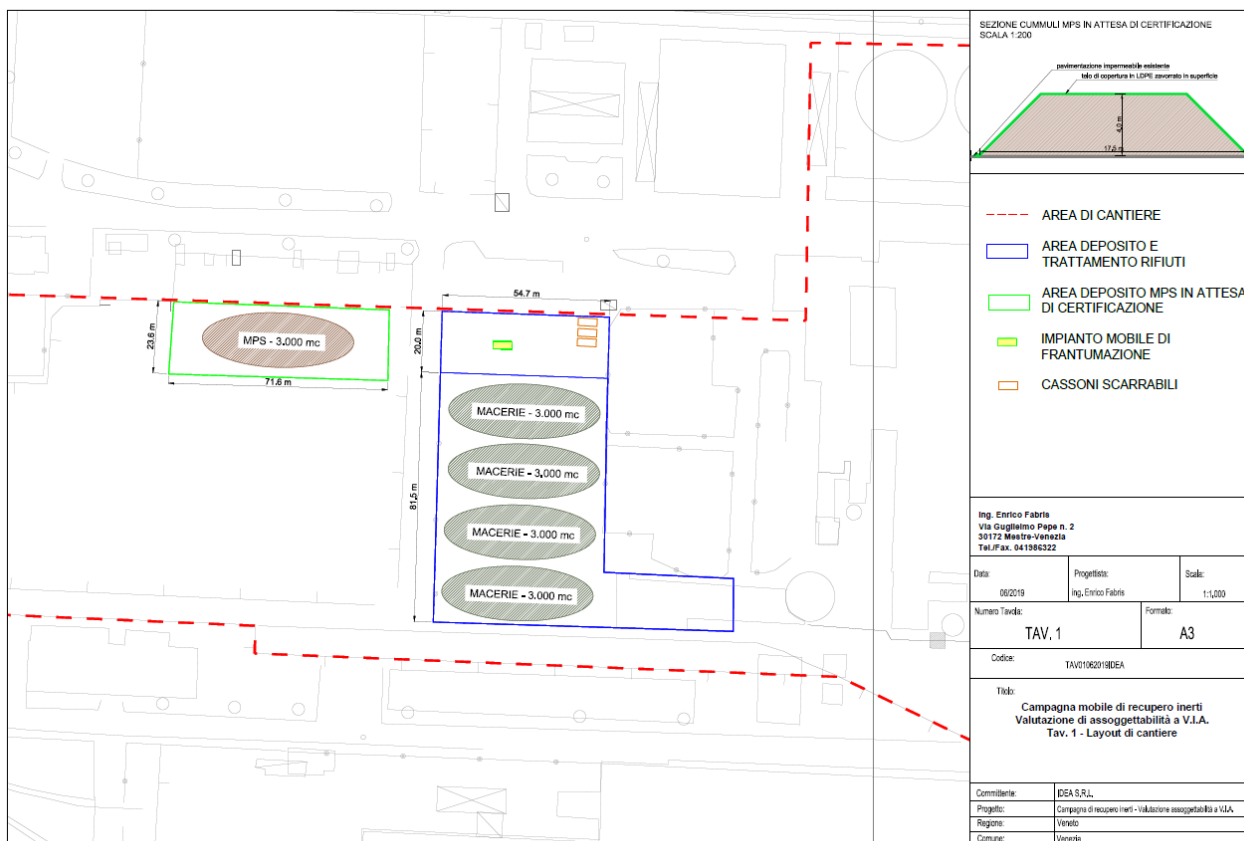 54.7 m
23.6 m
MPS - 3.000 mc
71.6 m
20.0 m
81.5 m
MACERIE - 3.000 mc
MACERIE - 3.000 mc
MACERIE - 3.000 mc
MACERIE - 3.000 mc
SEZIONE CUMMULI MPS IN ATTESA DI CERTIFICAZIONE
SCALA 1:200
pavimentazione impermeabile esistente
telo di copertura in LDPE zavorrato in superficie
4,0 m
17,5 m
AREA DI CANTIERE
AREA DEPOSITO E
TRATTAMENTO RIFIUTI
AREA DEPOSITO MPS IN ATTESA
DI CERTIFICAZIONE
IMPIANTO MOBILE DI
FRANTUMAZIONE
CASSONI SCARRABILI
Ing. Enrico Fabris
Via Guglielmo Pepe n. 2
30172 Mestre-Venezia
Tel./Fax. 041986322
Data: Progettista: Scala:
06/2019 Ing. Enrico Fabris 1:1,000
Numero Tavola: Formato:
TAV. 1 A3
Codice: TAV01062019IDEA
Titolo:
Campagna mobile di recupero inerti
Valutazione di assoggettabilità a V.I.A.
Tav. 1 - Layout di cantiere
Committente: IDEA S.R.L.
Progetto: Campagna di recupero inerti - Valutazione assoggettabilità a V.I.A.
Regione: Veneto
Comune: Venezia